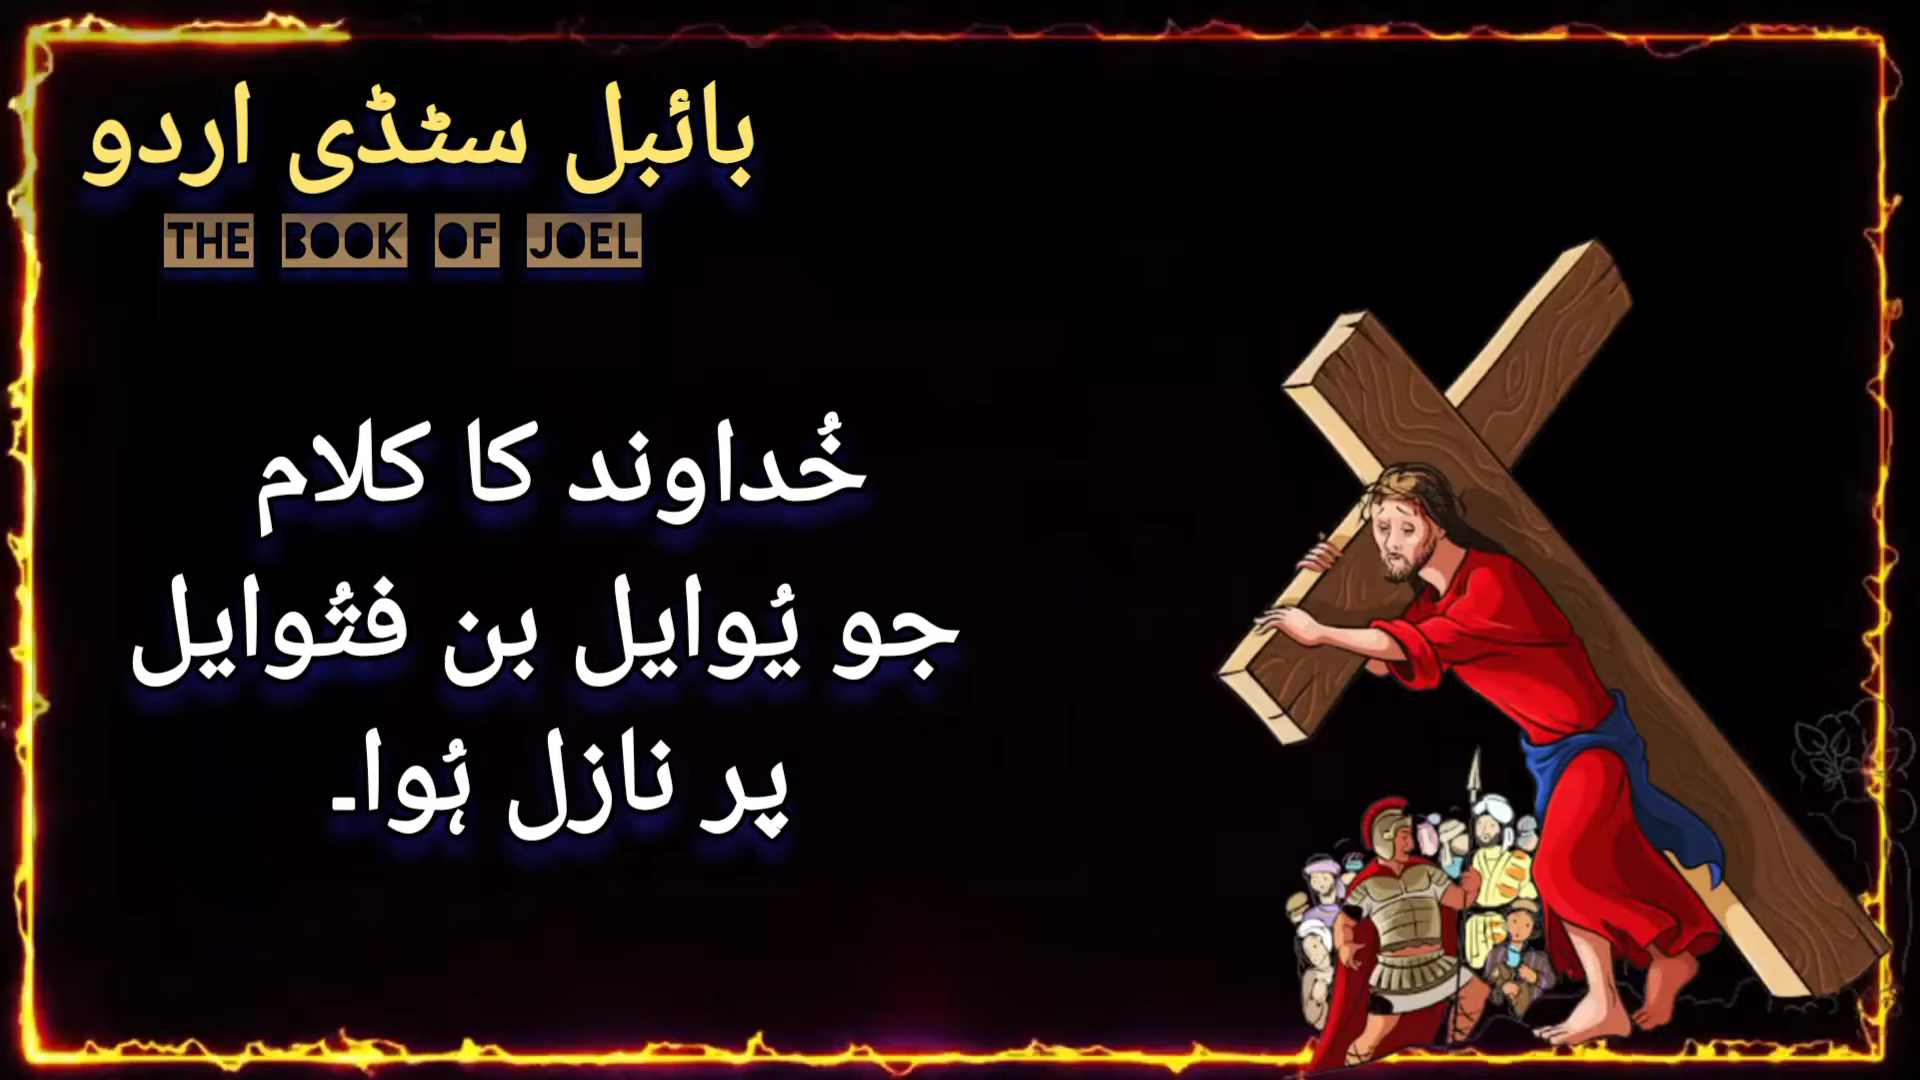 بائبل سٹڈی اردو
THE BOOK OF JOEL
خُداوند کا کلام
جو یُوایل بن فتُوایل
پر نازل ہُوا۔